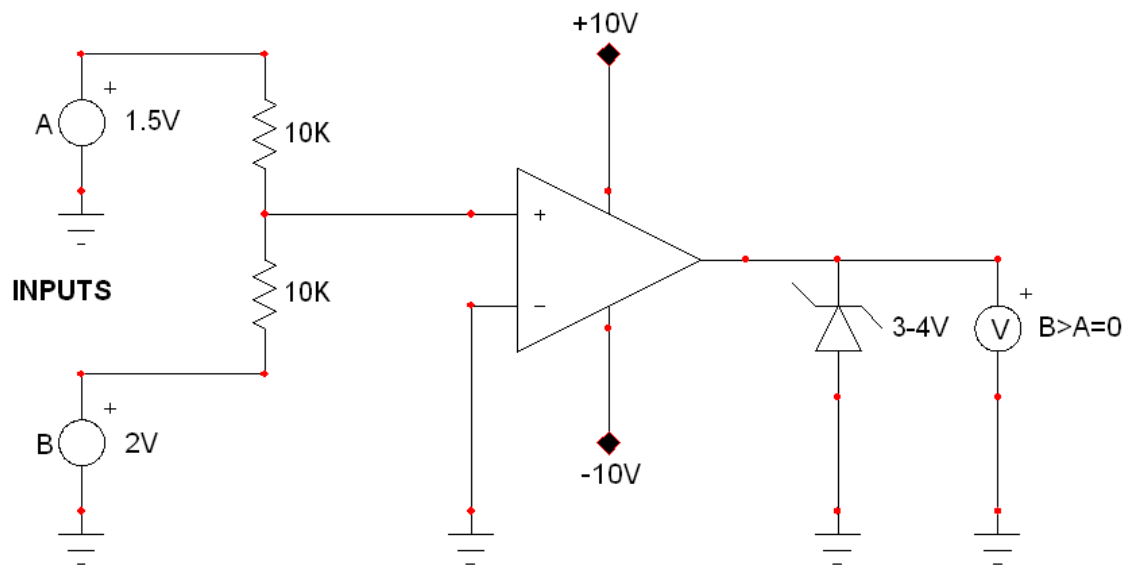 +10V
+
A
1.5V
10K
+
INPUTS
10K
−
+
3-4V
V
B>A=0
+
B
2V
-10V